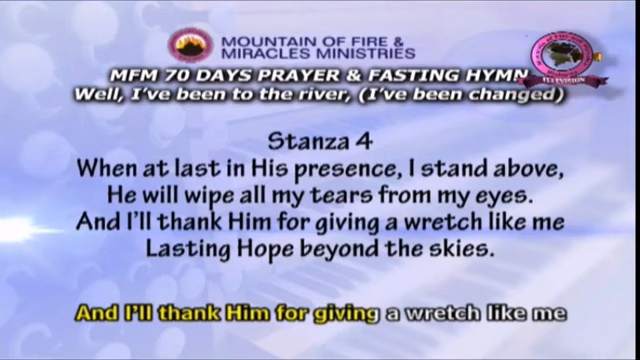 MOUNTAIN OF FIRE &
MIRACLES MINISTRIES
MFM 70 DAYS PRAYER & FASTING HYMN
TELEVISION
Well, I've been to the river, (I've been changed)
Stanza 4
When at last in His presence, I stand above,
He will wipe all my tears from my eyes.
And I'll thank Him for giving a wretch like me
Lasting Hope beyond the skies.
And I'll thank Him for giving a wretch like me